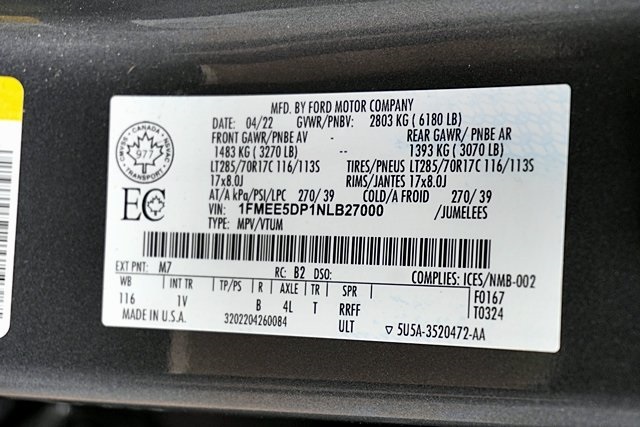 MFD. BY FORD MOTOR COMPANY
DATE: 04/22 GVWR/PNBV: 2803 KG ( 6180 LB)
FRONT GAWR/PNBE AV REAR GAWR/ PNBE AR
1483 KG ( 3270 LB) -- 1393 KG ( 3070 LB)
LT285/70R17C 116/113S TIRES/PNEUS LT285/70R17C 116/113S
17x8.0J RIMS/JANTES 17x8.0J
AT/A kPa/PSI/LPC 270/ 39 COLD/A FROID 270/ 39
VIN: 1FMEE5DP1NLB27000 /JUMELEES
TYPE: MPV/VTUM
CANADA
977
TRANSPORT
EC
EXT PNT: M7 RC: B2 DSO: COMPLIES: ICES/NMB-002
WB INT TR TP/PS R AXLE TR SPR F0167
116 1V B 4L T RRFF T0324
MADE IN U.S.A. 3202204260084 ULT 5U5A-3520472-AA